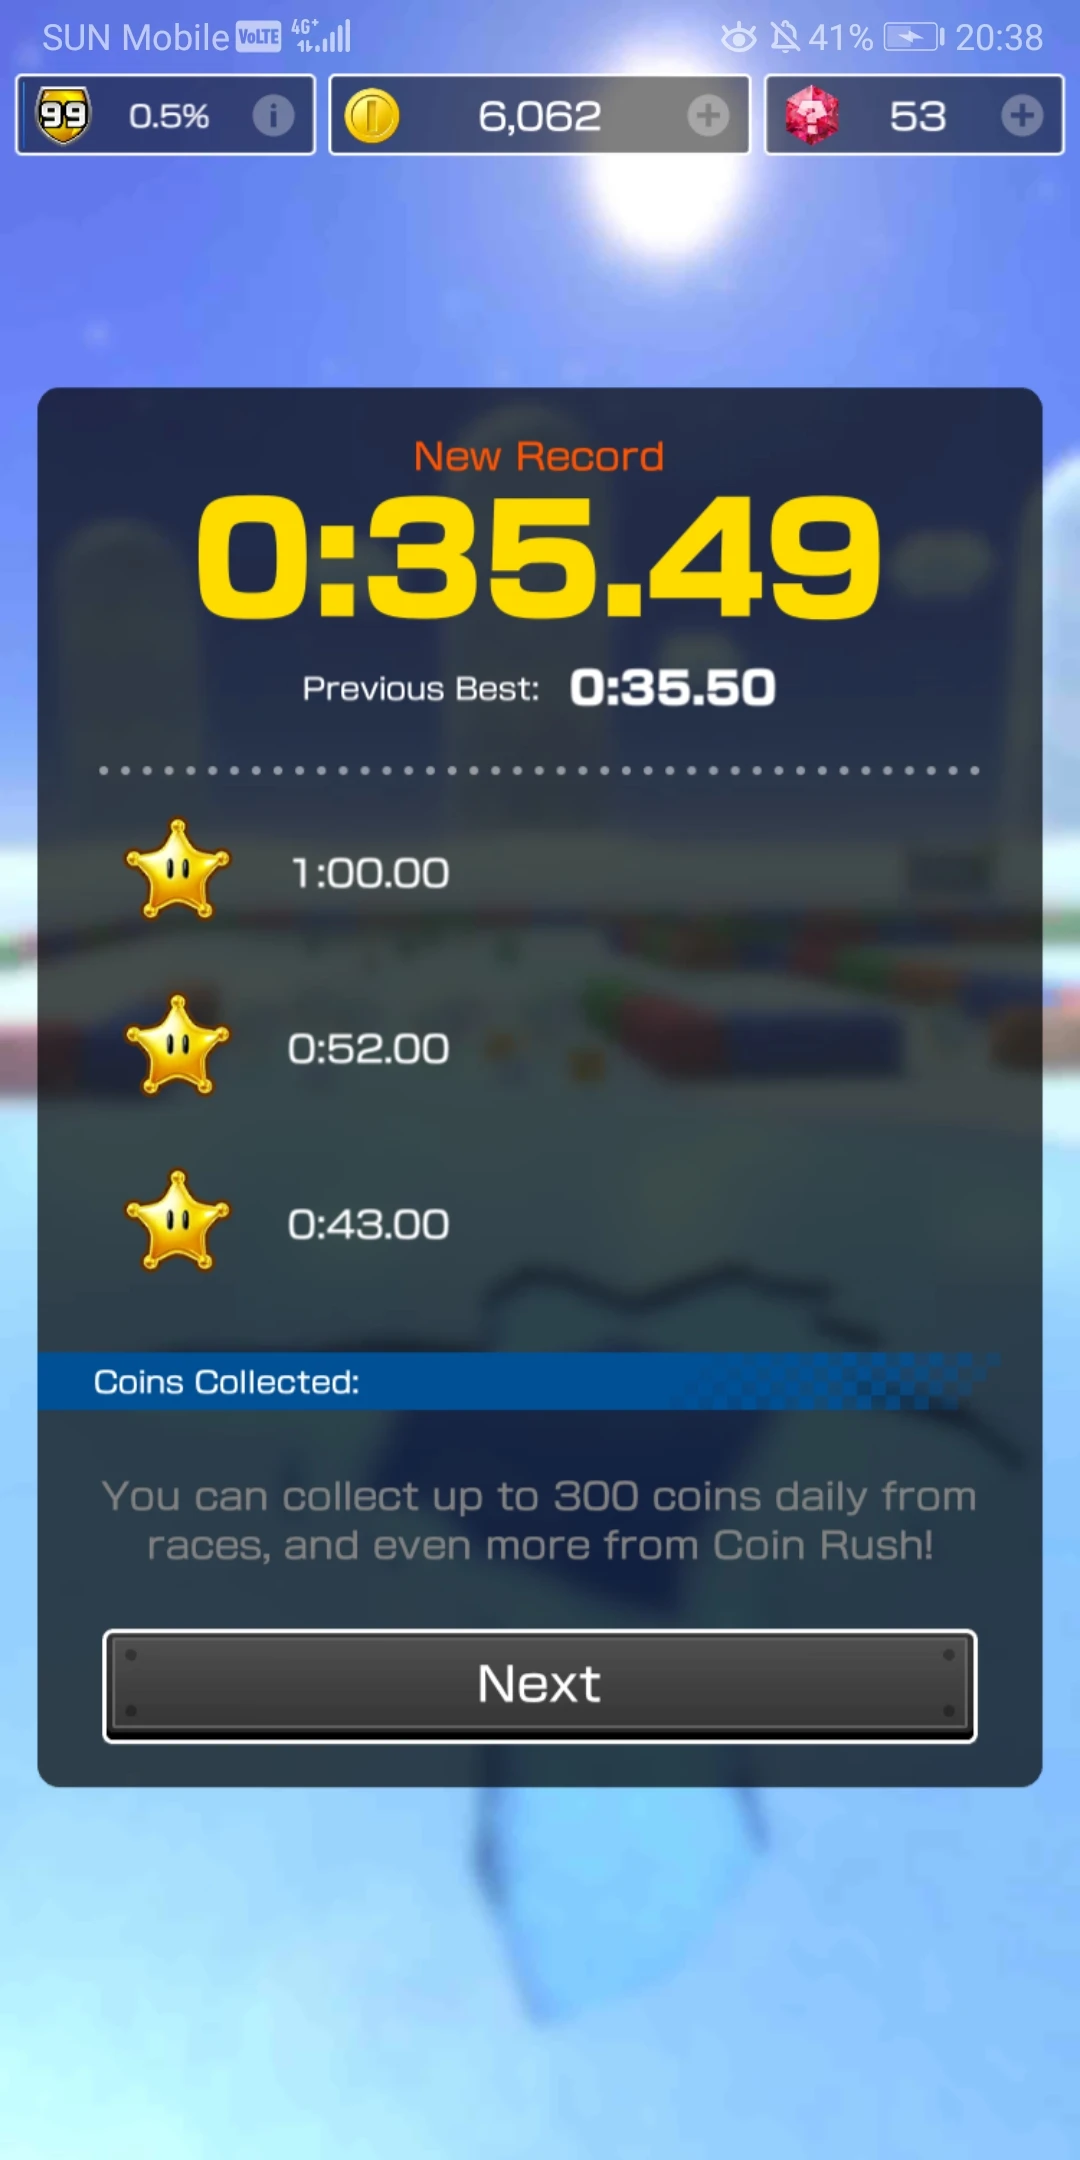 SUN Mobile VoLTE 4G+ 41% 20:38
99 0.5% i 6,062 + ? 53 +
New Record
0:35.49
Previous Best: 0:35.50
1:00.00
0:52.00
0:43.00
Coins Collected:
You can collect up to 300 coins daily from
races, and even more from Coin Rush!
Next